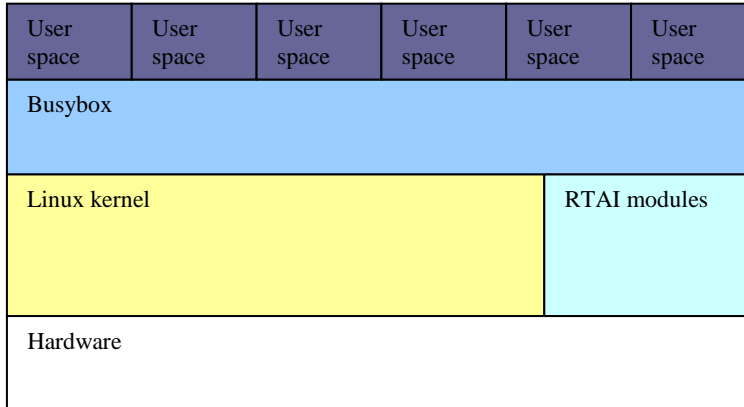 User User User User User User
space space space space space space
Busybox
Linux kernel RTAI modules
Hardware